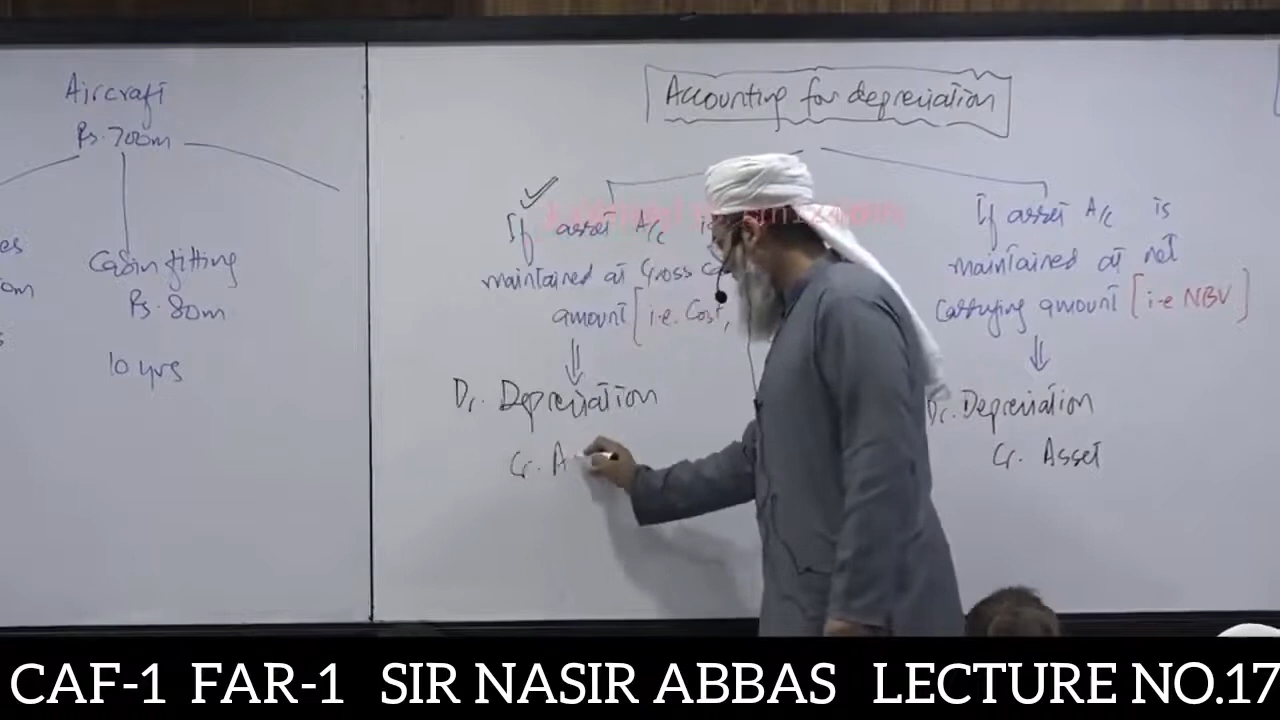 Aircraft
Rs. 700m
Cabin fitting
Rs. 80m
10 yrs
Accounting for depreciation
If asset A/c is
maintained at Gross
amount [i.e. Cost,
Dr. Depreciation
Cr. A
If asset A/c is
maintained at net
carrying amount [i-e NBV]
Dr. Depreciation
Cr. Asset
CAF-1 FAR-1 SIR NASIR ABBAS LECTURE NO.17